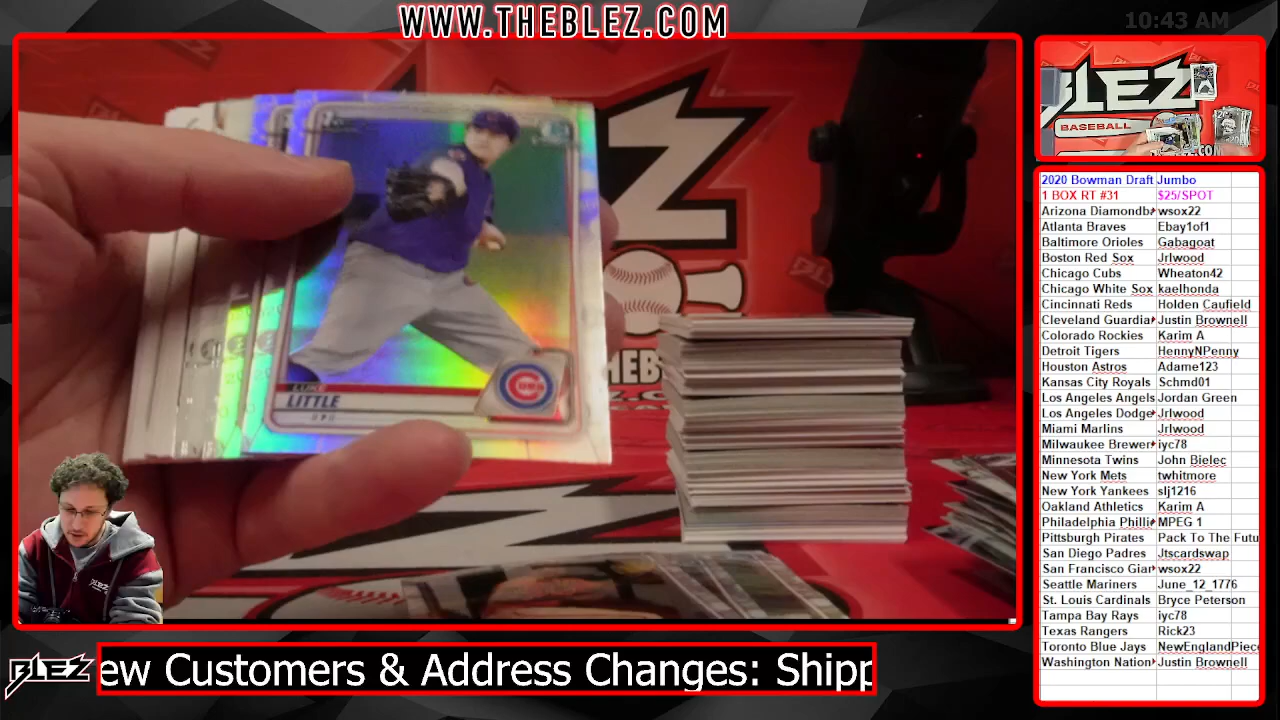 WWW.THEBLEZ.COM
10:43 AM
LUKE
LITTLE
CUBS
BLEZ
BASEBALL
2020 Bowman Draft Jumbo
1 BOX RT #31 $25/SPOT
Arizona Diamondba wsox22
Atlanta Braves Ebay1of1
Baltimore Orioles Gabagoat
Boston Red Sox Jrlwood
Chicago Cubs Wheaton42
Chicago White Sox kaelhonda
Cincinnati Reds Holden Caufield
Cleveland Guardia Justin Brownell
Colorado Rockies Karim A
Detroit Tigers HennyNPenny
Houston Astros Adame123
Kansas City Royals Schmd01
Los Angeles Angels Jordan Green
Los Angeles Dodge Jrlwood
Miami Marlins Jrlwood
Milwaukee Brewer iyc78
Minnesota Twins John Bielec
New York Mets twhitmore
New York Yankees slj1216
Oakland Athletics Karim A
Philadelphia Philli MPEG 1
Pittsburgh Pirates Pack To The Futu
San Diego Padres Jtscardswap
San Francisco Gian wsox22
Seattle Mariners June_12_1776
St. Louis Cardinals Bryce Peterson
Tampa Bay Rays iyc78
Texas Rangers Rick23
Toronto Blue Jays NewEnglandPiece
Washington Nation Justin Brownell
BLEZ
ew Customers & Address Changes: Shipp